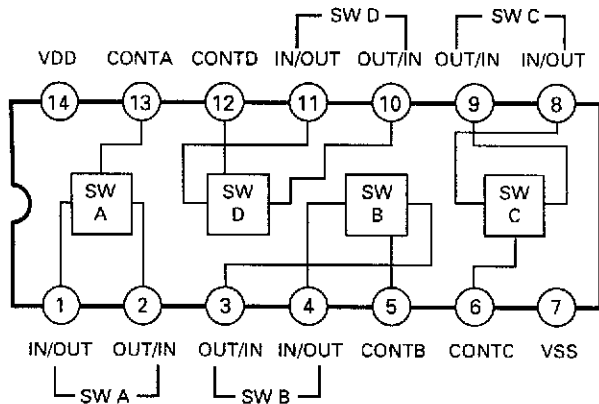 SW D SW C
VDD CONTA CONTD IN/OUT OUT/IN OUT/IN IN/OUT
14 13 12 11 10 9 8
SW A SW D SW B SW C
1 2 3 4 5 6 7
IN/OUT OUT/IN OUT/IN IN/OUT CONTB CONTC VSS
SW A SW B